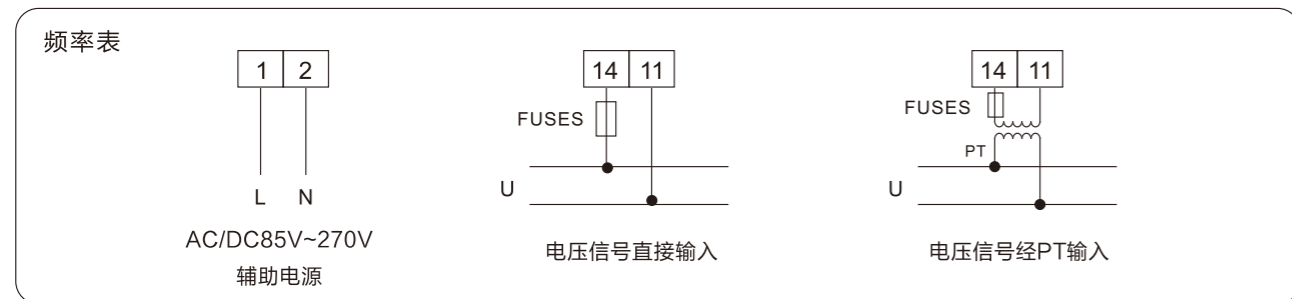 频率表
1 2
L N
AC/DC85V~270V
辅助电源
14 11
FUSES
U
电压信号直接输入
14 11
FUSES
PT
U
电压信号经PT输入